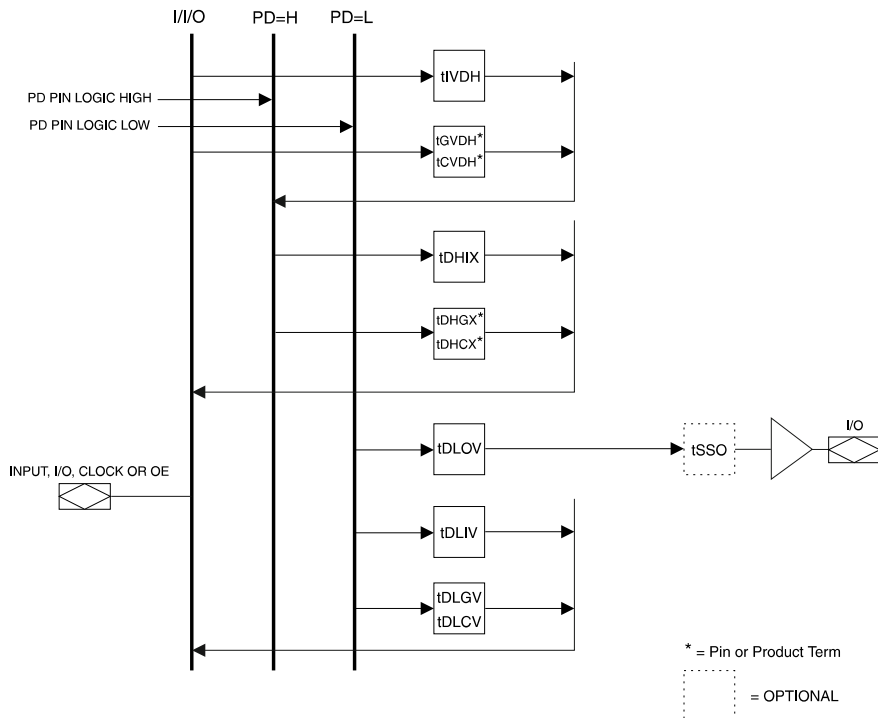 I/I/O PD=H PD=L
tIVDH
PD PIN LOGIC HIGH
PD PIN LOGIC LOW
tGVDH*
tCVDH*
tDHIX
tDHGX*
tDHCX*
tDLOV
tSSO
I/O
INPUT, I/O, CLOCK OR OE
tDLIV
tDLGV
tDLCV
* = Pin or Product Term
= OPTIONAL